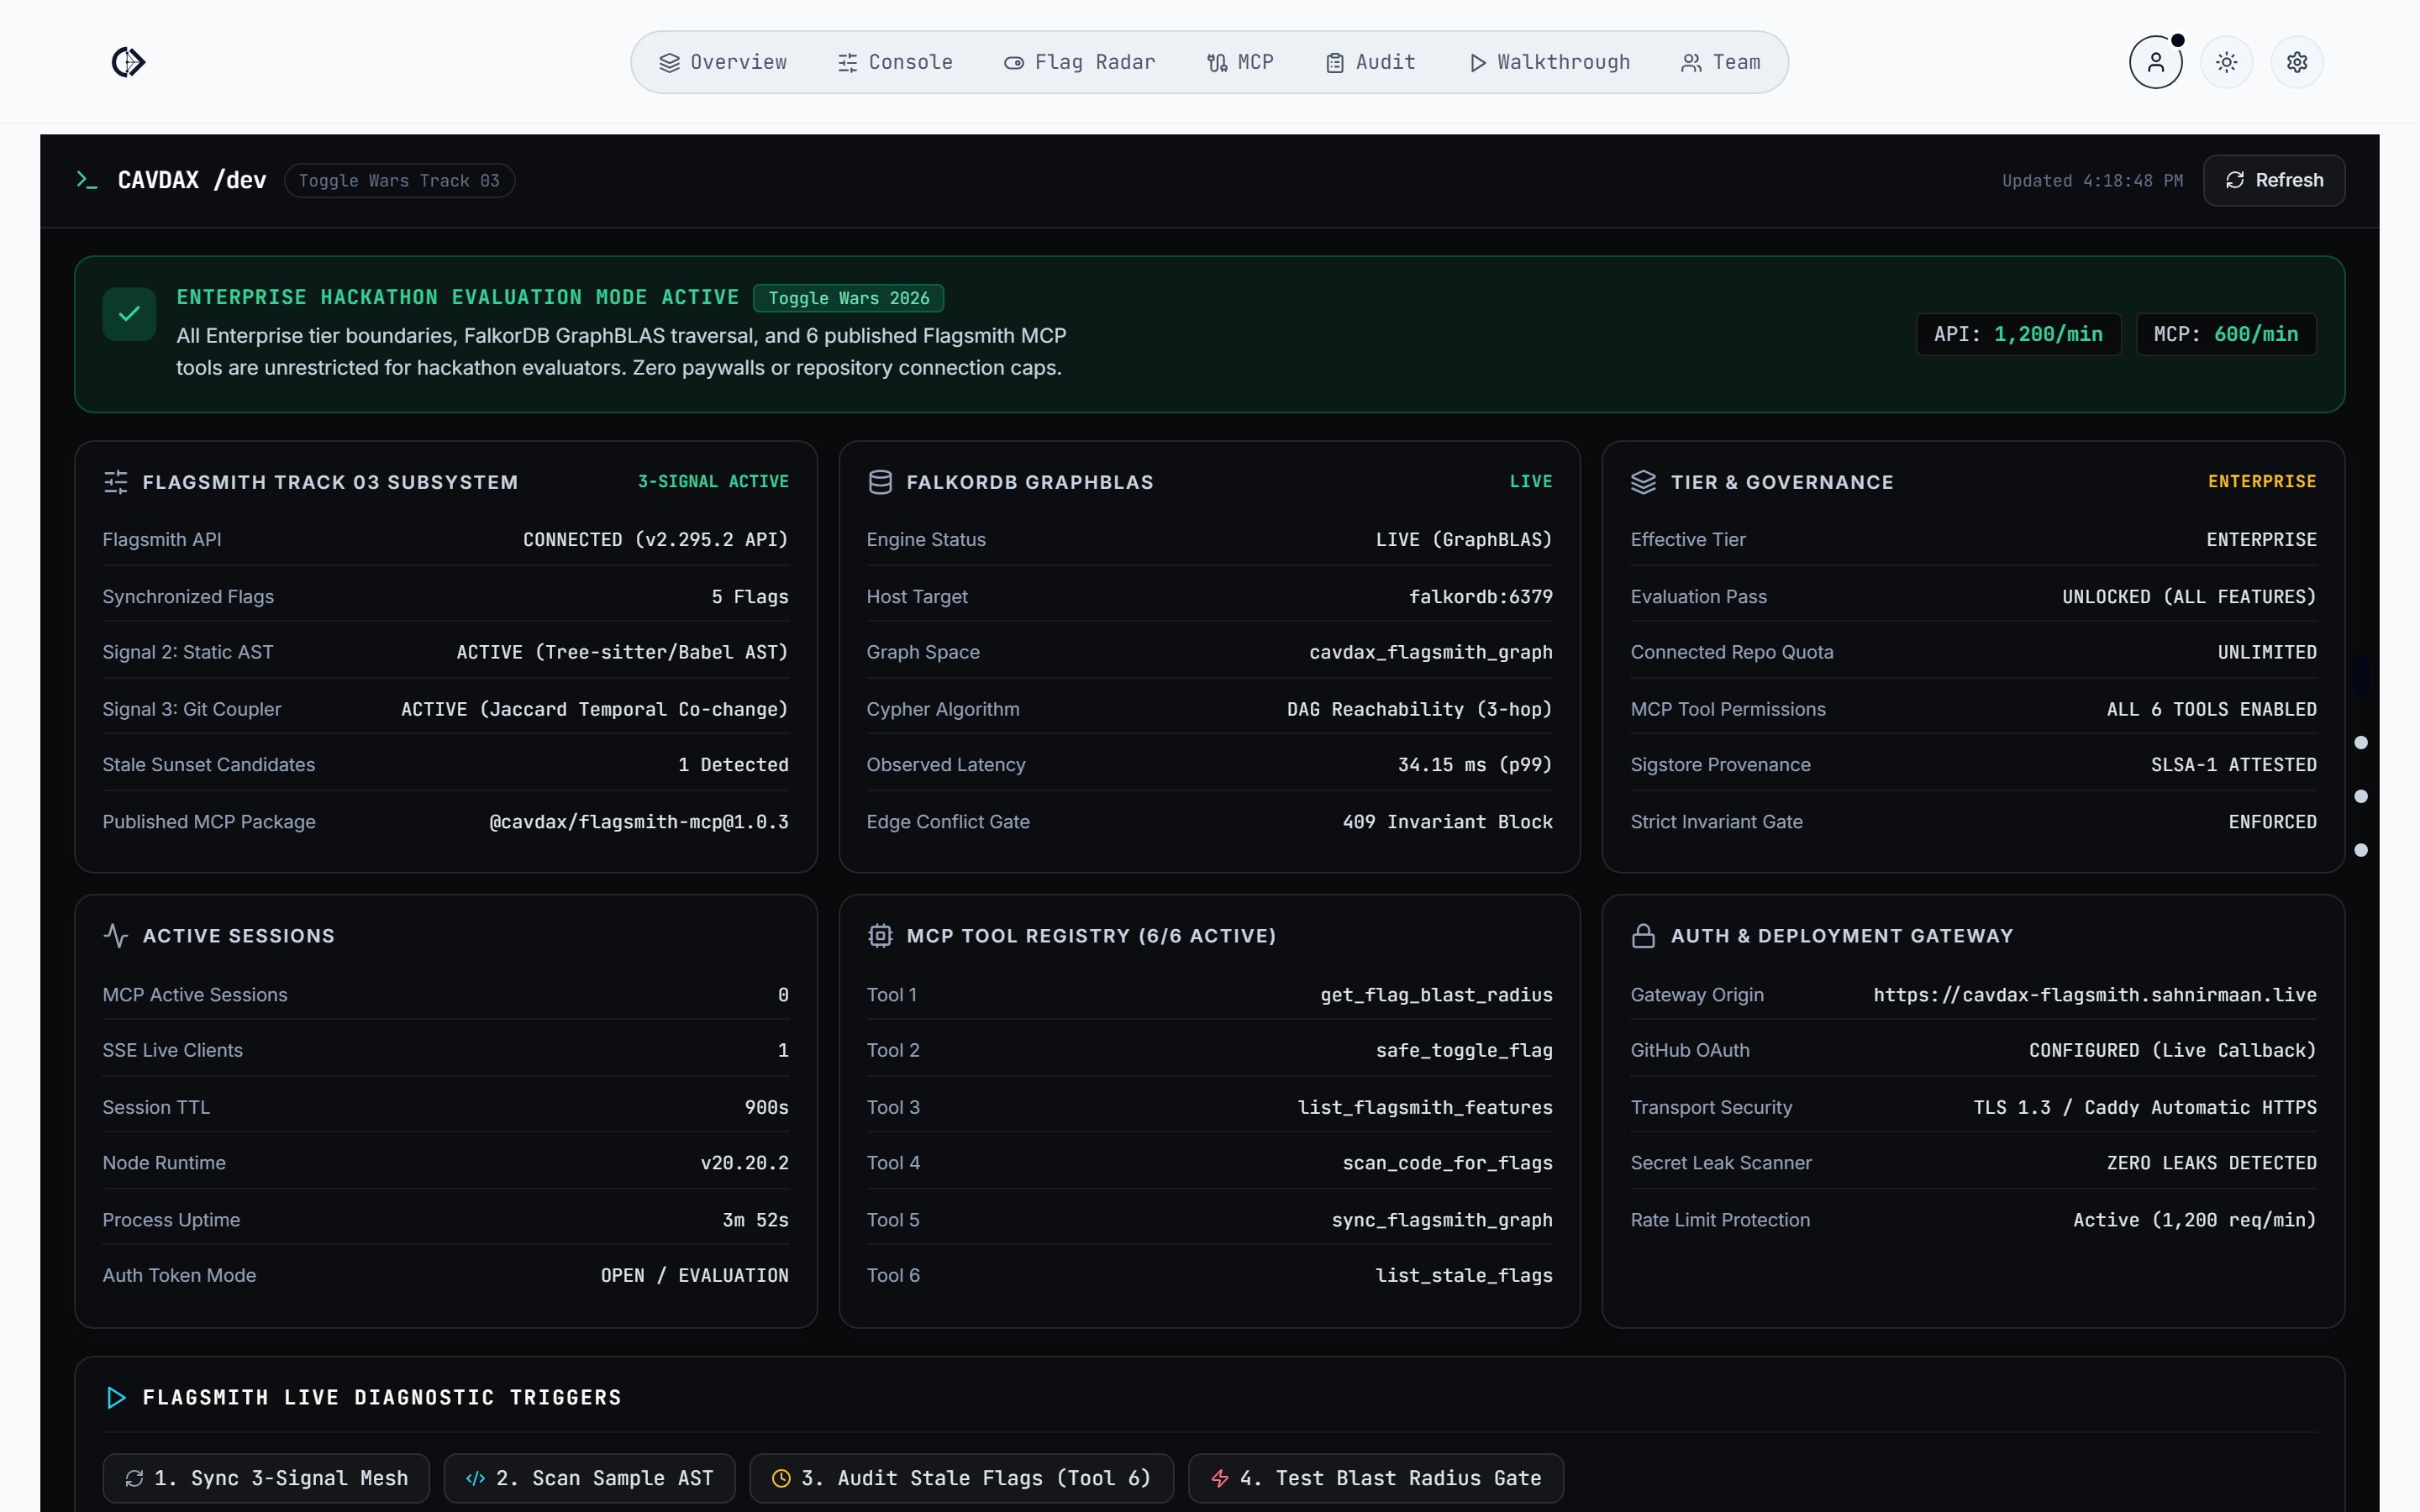 Overview
Console
Flag Radar
MCP
Audit
Walkthrough
Team
CAVDAX /dev
Toggle Wars Track 03
Updated 4:18:48 PM
Refresh
ENTERPRISE HACKATHON EVALUATION MODE ACTIVE
Toggle Wars 2026
All Enterprise tier boundaries, FalkorDB GraphBLAS traversal, and 6 published Flagsmith MCP
tools are unrestricted for hackathon evaluators. Zero paywalls or repository connection caps.
API: 1,200/min
MCP: 600/min
FLAGSMITH TRACK 03 SUBSYSTEM
3-SIGNAL ACTIVE
Flagsmith API CONNECTED (v2.295.2 API)
Synchronized Flags 5 Flags
Signal 2: Static AST ACTIVE (Tree-sitter/Babel AST)
Signal 3: Git Coupler ACTIVE (Jaccard Temporal Co-change)
Stale Sunset Candidates 1 Detected
Published MCP Package @cavdax/flagsmith-mcp@1.0.3
FALKORDB GRAPHBLAS
LIVE
Engine Status LIVE (GraphBLAS)
Host Target falkordb:6379
Graph Space cavdax_flagsmith_graph
Cypher Algorithm DAG Reachability (3-hop)
Observed Latency 34.15 ms (p99)
Edge Conflict Gate 409 Invariant Block
TIER & GOVERNANCE
ENTERPRISE
Effective Tier ENTERPRISE
Evaluation Pass UNLOCKED (ALL FEATURES)
Connected Repo Quota UNLIMITED
MCP Tool Permissions ALL 6 TOOLS ENABLED
Sigstore Provenance SLSA-1 ATTESTED
Strict Invariant Gate ENFORCED
ACTIVE SESSIONS
MCP Active Sessions 0
SSE Live Clients 1
Session TTL 900s
Node Runtime v20.20.2
Process Uptime 3m 52s
Auth Token Mode OPEN / EVALUATION
MCP TOOL REGISTRY (6/6 ACTIVE)
Tool 1 get_flag_blast_radius
Tool 2 safe_toggle_flag
Tool 3 list_flagsmith_features
Tool 4 scan_code_for_flags
Tool 5 sync_flagsmith_graph
Tool 6 list_stale_flags
AUTH & DEPLOYMENT GATEWAY
Gateway Origin https://cavdax-flagsmith.sahnirmaan.live
GitHub OAuth CONFIGURED (Live Callback)
Transport Security TLS 1.3 / Caddy Automatic HTTPS
Secret Leak Scanner ZERO LEAKS DETECTED
Rate Limit Protection Active (1,200 req/min)
FLAGSMITH LIVE DIAGNOSTIC TRIGGERS
1. Sync 3-Signal Mesh
2. Scan Sample AST
3. Audit Stale Flags (Tool 6)
4. Test Blast Radius Gate